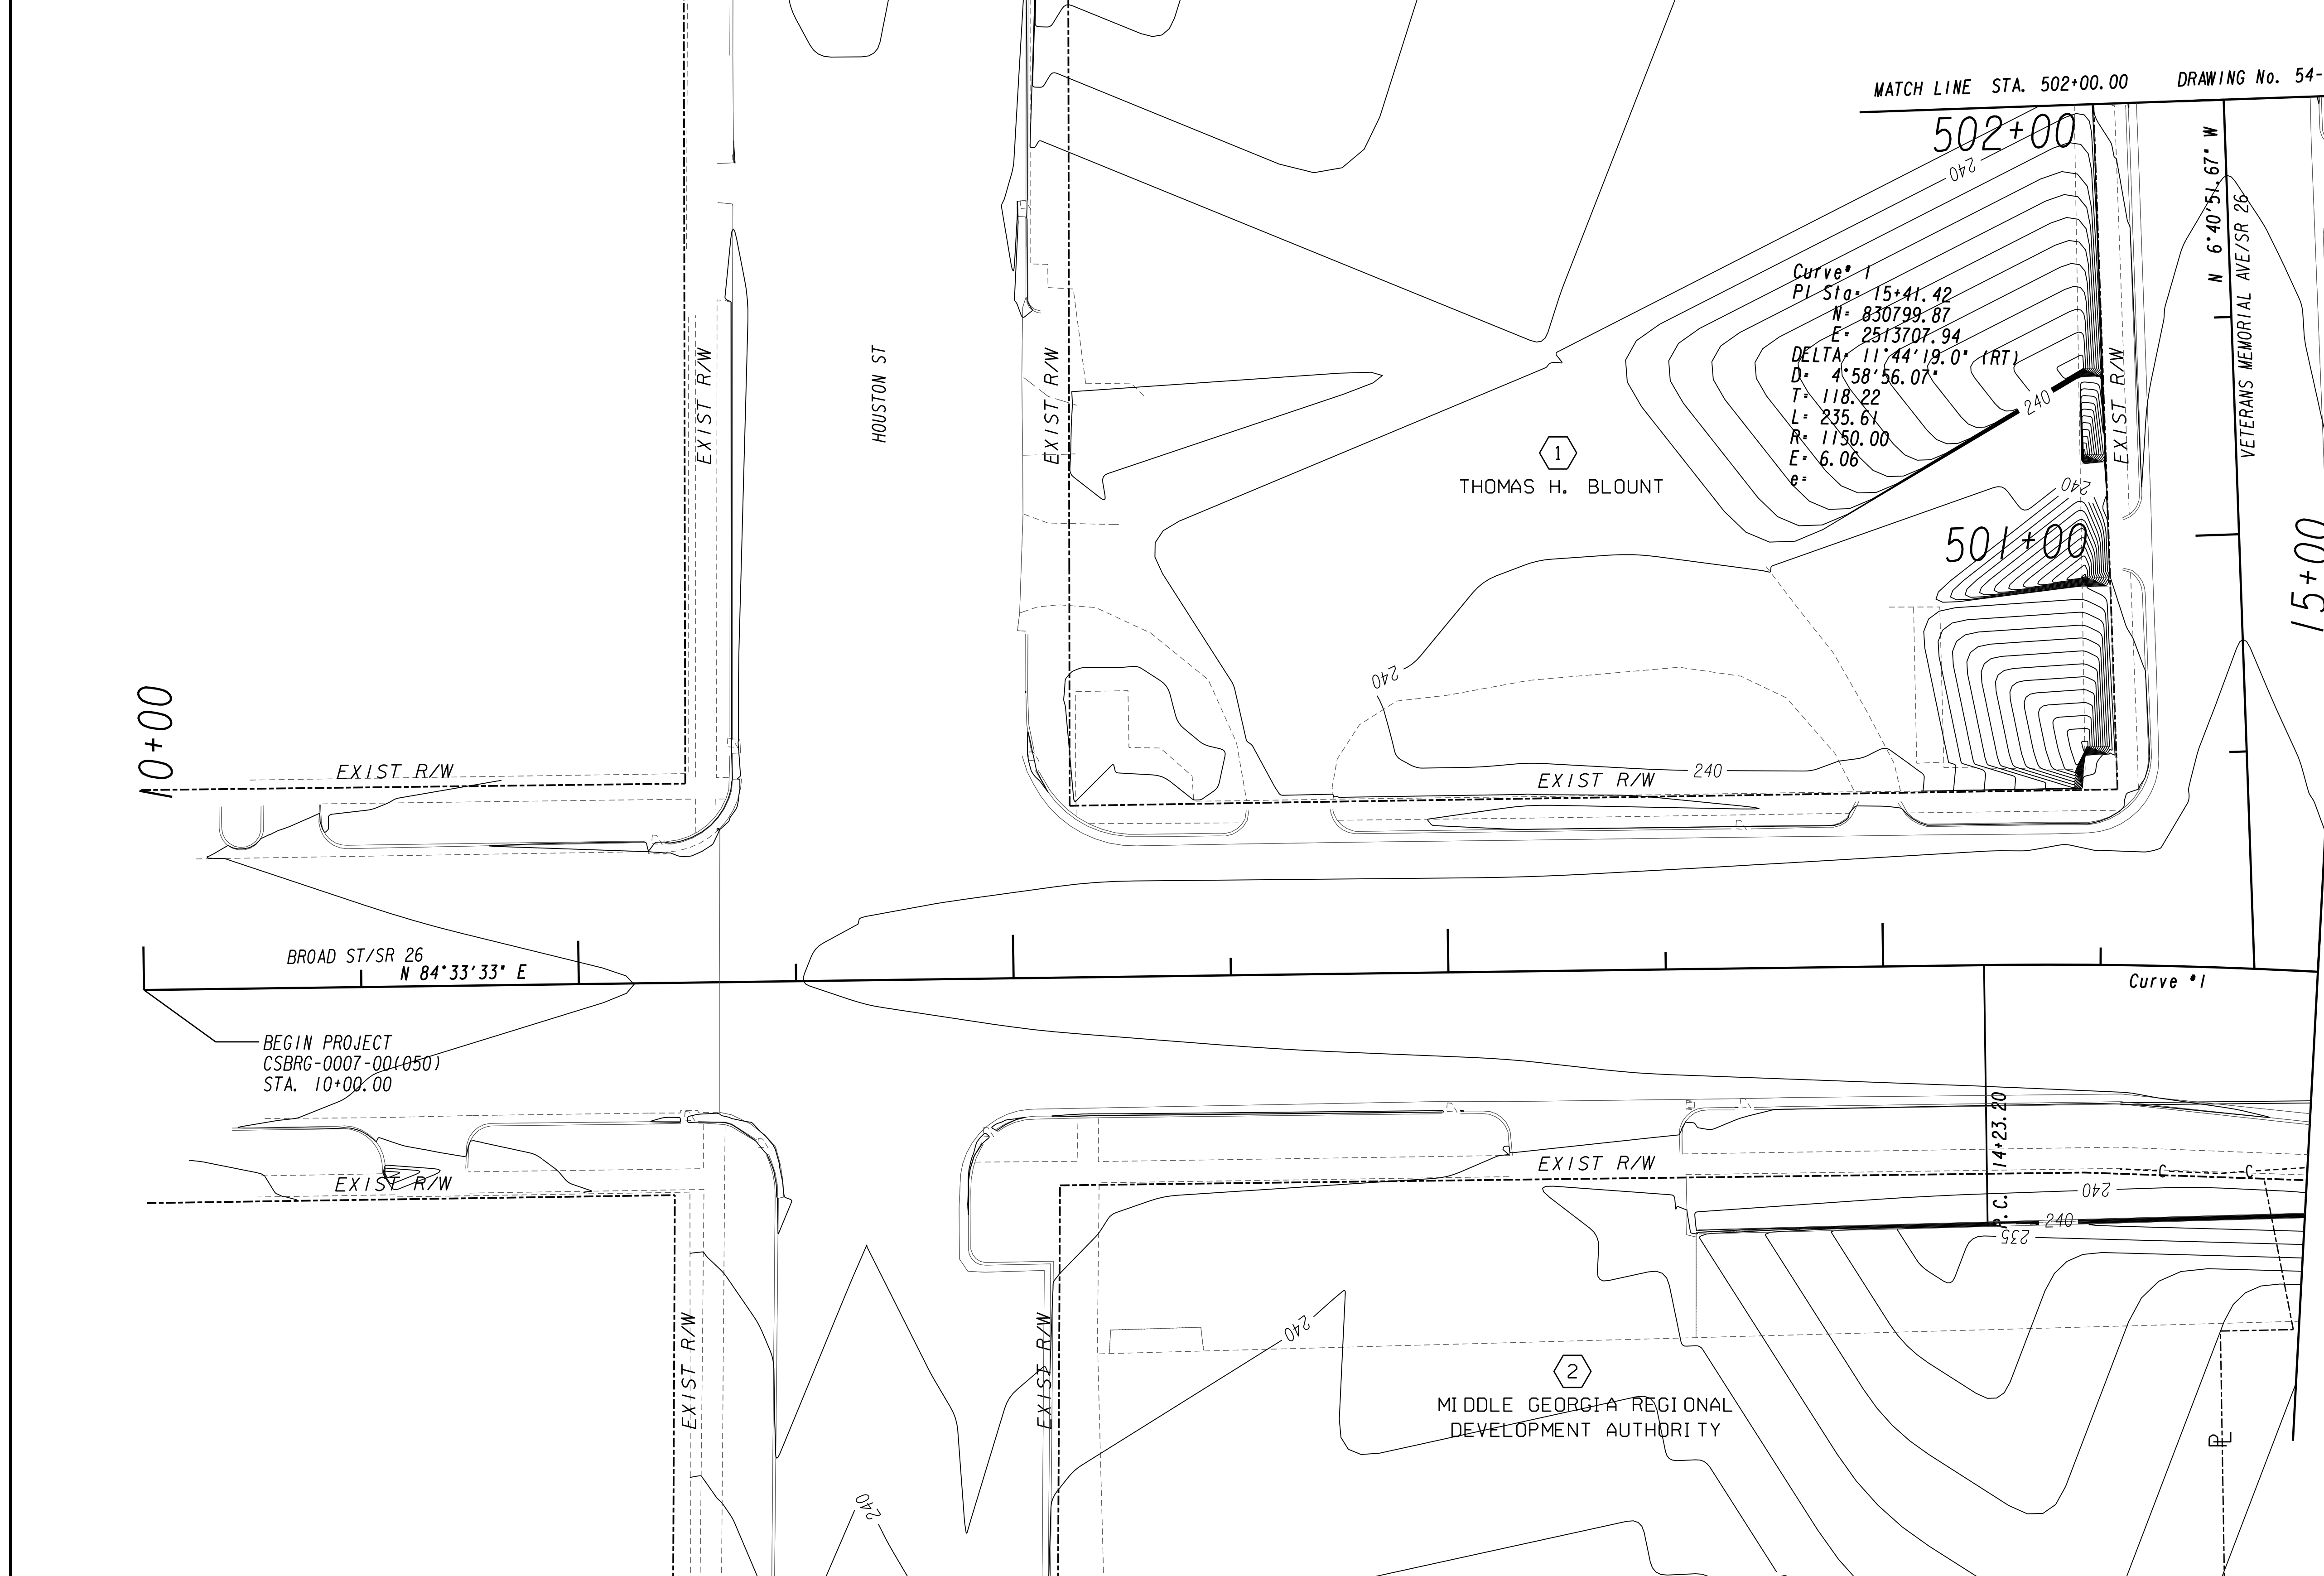 MATCH LINE STA. 502+00.00 DRAWING No. 54-
502+00
240
N 6°40'51.67" W
VETERANS MEMORIAL AVE/SR 26
Curve# 1
PI Sta= 15+41.42
N= 830799.87
E= 2513707.94
DELTA= 11°44'19.0" (RT)
D= 4°58'56.07"
T= 118.22
L= 235.61
R= 1150.00
E= 6.06
e=
240
EXIST R/W
EXIST R/W
HOUSTON ST
EXIST R/W
1
THOMAS H. BLOUNT
240
501+00
15+00
240
10+00
EXIST R/W
EXIST R/W
240
BROAD ST/SR 26
N 84°33'33" E
Curve #1
BEGIN PROJECT
CSBRG-0007-00(050)
STA. 10+00.00
P.C. 14+23.20
EXIST R/W
EXIST R/W
C
C
240
240
235
EXIST R/W
EXIST R/W
240
2
MIDDLE GEORGIA REGIONAL
DEVELOPMENT AUTHORITY
PL
240